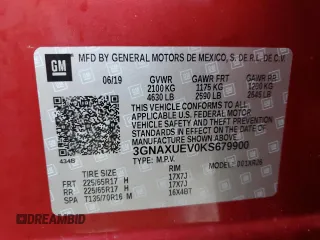 GM
MFD BY GENERAL MOTORS DE MEXICO, S. DE R.L. DE C.V.
06/19 GVWR GAWR FRT GAWR RR
2100 KG 1175 KG 1200 KG
4630 LB 2590 LB 2645 LB
THIS VEHICLE CONFORMS TO ALL
APPLICABLE U.S. FEDERAL MOTOR
VEHICLE SAFETY, BUMPER, AND THEFT
PREVENTION STANDARDS IN EFFECT ON
THE DATE OF MANUFACTURE SHOWN ABOVE.
3GNAXUEV0KS679900
434B TYPE: M.P.V. MODEL:
TIRE SIZE RIM
FRT 225/65R17 H 17X7J
RR 225/65R17 H 17X7J
SPA T135/70R16 M 16X4BT
DREAMBID